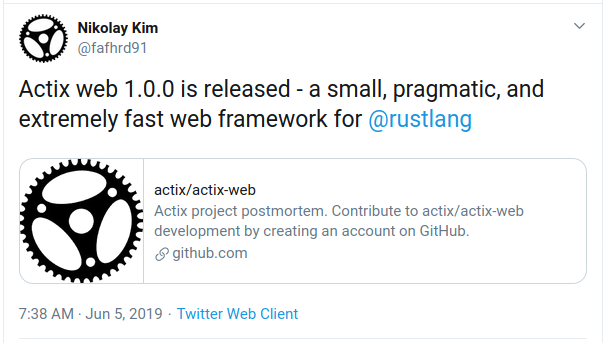 Nikolay Kim
@fafhrd91
Actix web 1.0.0 is released - a small, pragmatic, and
extremely fast web framework for @rustlang
actix/actix-web
Actix project postmortem. Contribute to actix/actix-web
development by creating an account on GitHub.
github.com
7:38 AM · Jun 5, 2019 · Twitter Web Client